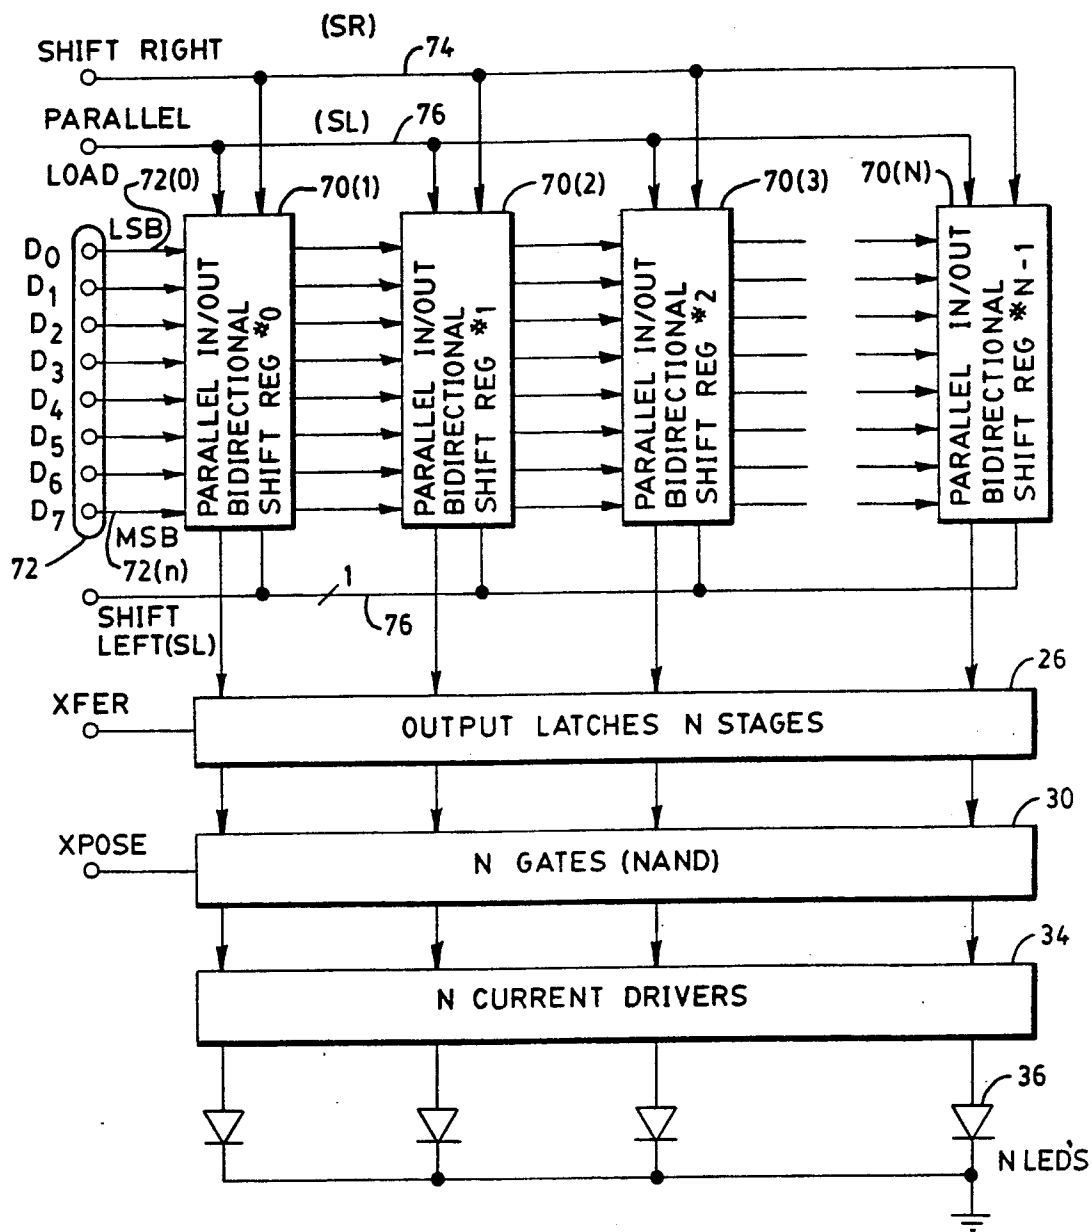 (SR)
SHIFT RIGHT
74
PARALLEL
(SL)
76
LOAD
72(0)
70(1)
70(2)
70(3)
70(N)
LSB
D0
D1
D2
D3
D4
D5
D6
D7
MSB
72
72(n)
PARALLEL IN/OUT
BIDIRECTIONAL
SHIFT REG *0
PARALLEL IN/OUT
BIDIRECTIONAL
SHIFT REG *1
PARALLEL IN/OUT
BIDIRECTIONAL
SHIFT REG *2
PARALLEL IN/OUT
BIDIRECTIONAL
SHIFT REG *N-1
1
76
SHIFT
LEFT(SL)
26
XFER
OUTPUT LATCHES N STAGES
30
XPOSE
N GATES (NAND)
34
N CURRENT DRIVERS
36
N LED'S